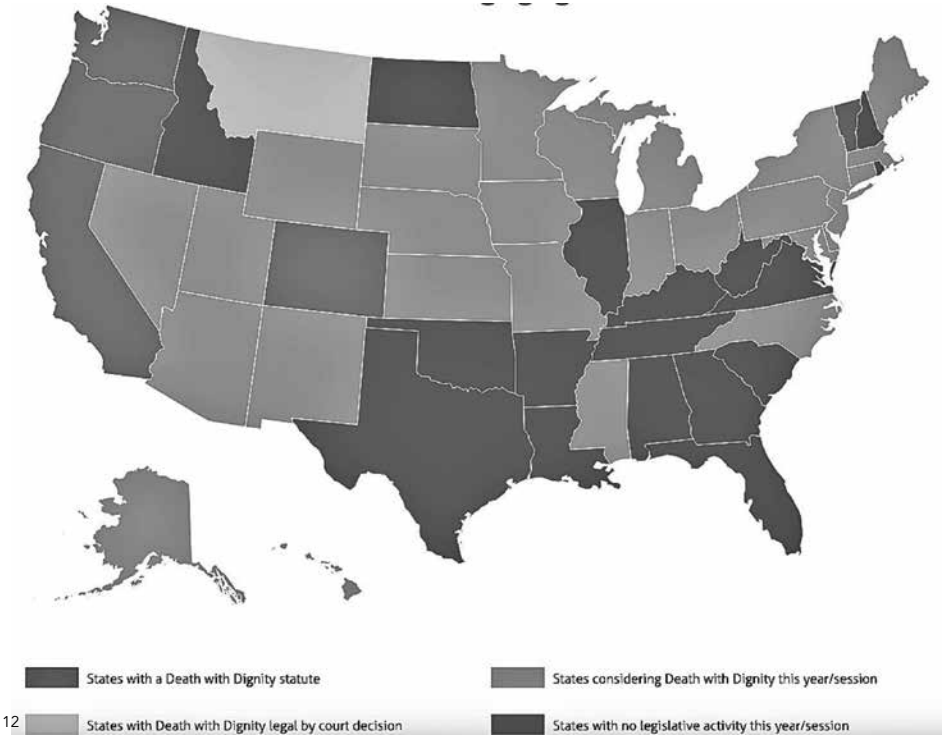 States with a Death with Dignity statute
States considering Death with Dignity this year/session
12
States with Death with Dignity legal by court decision
States with no legislative activity this year/session